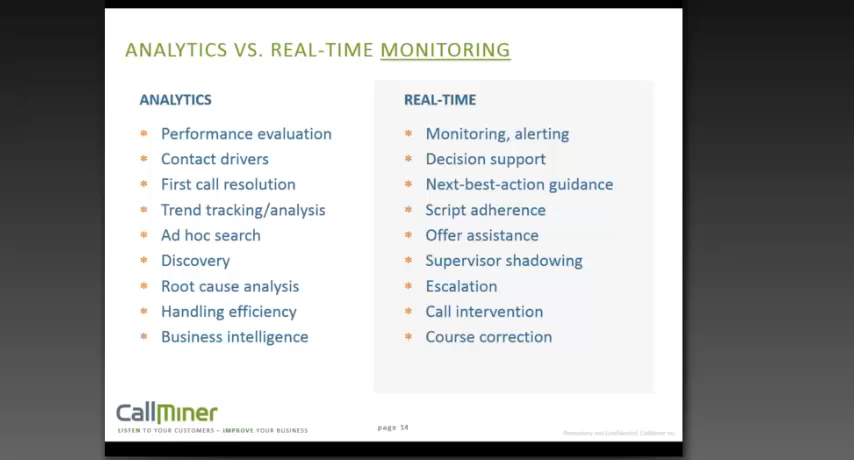 ANALYTICS VS. REAL-TIME MONITORING
ANALYTICS
Performance evaluation
Contact drivers
First call resolution
Trend tracking/analysis
Ad hoc search
Discovery
Root cause analysis
Handling efficiency
Business intelligence
REAL-TIME
Monitoring, alerting
Decision support
Next-best-action guidance
Script adherence
Offer assistance
Supervisor shadowing
Escalation
Call intervention
Course correction
CallMiner
LISTEN TO YOUR CUSTOMERS – IMPROVE YOUR BUSINESS
page 14